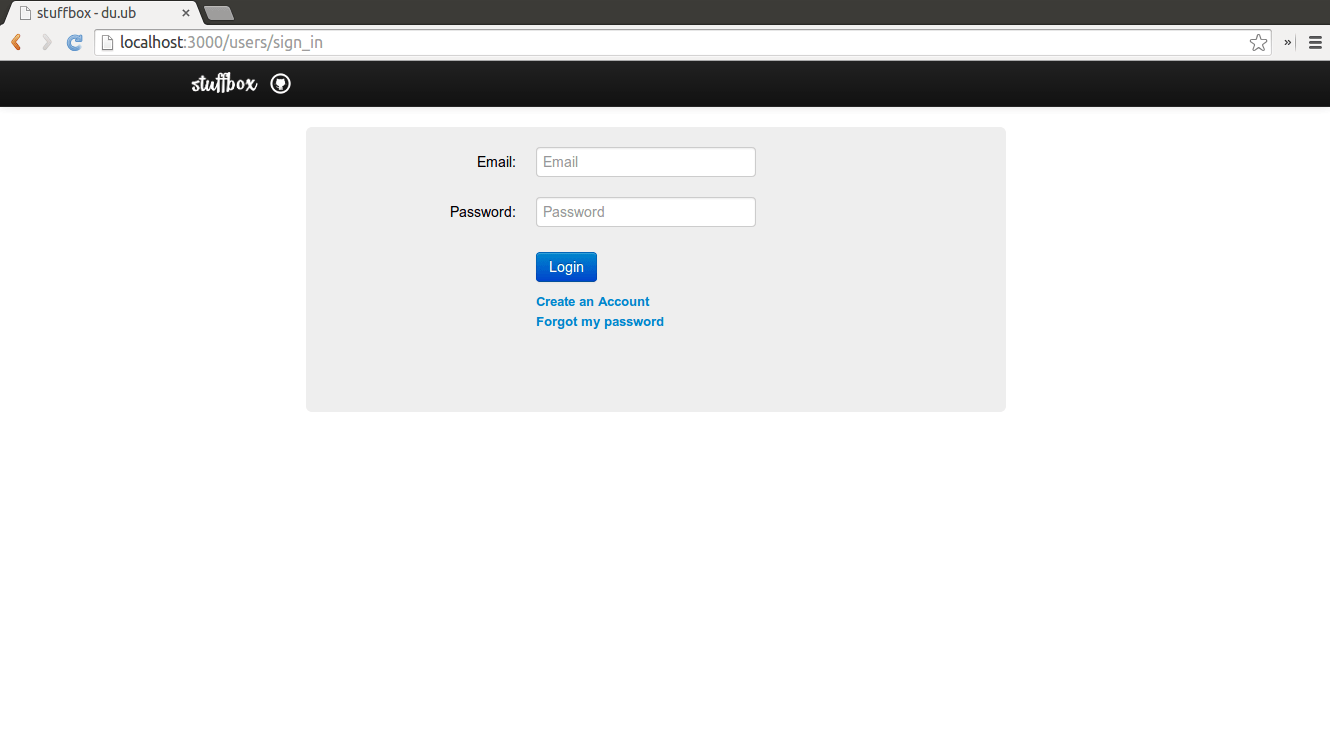 stuffbox - du.ub
localhost:3000/users/sign_in
stuffbox
Email: Email
Password: Password
Login
Create an Account
Forgot my password